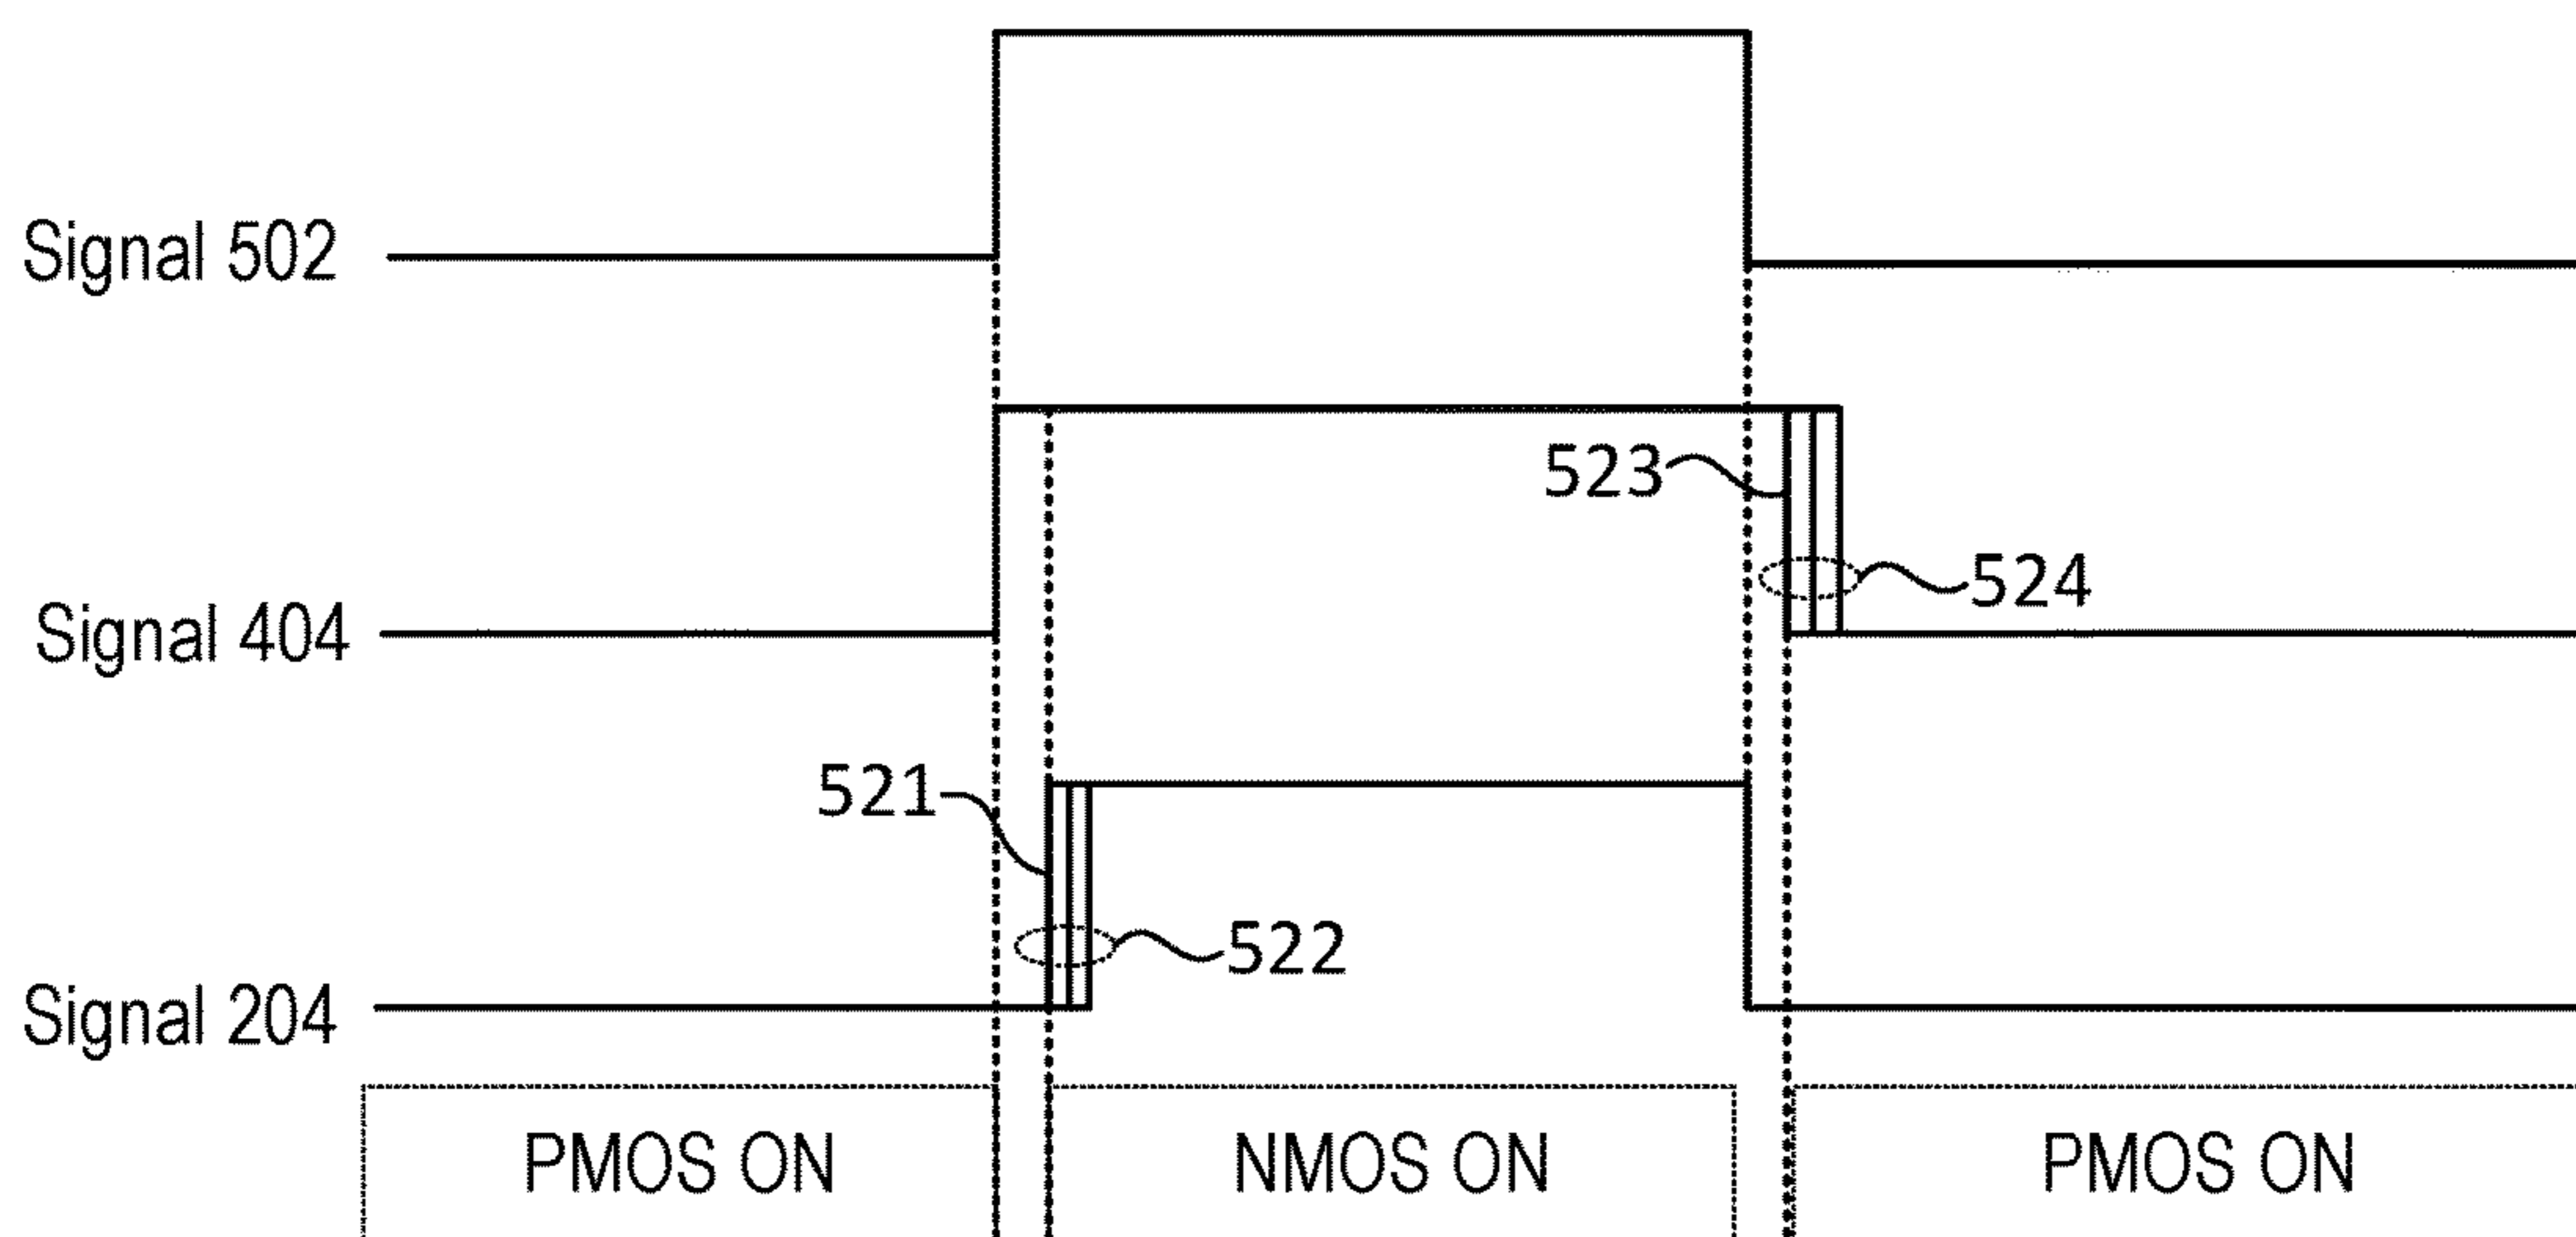 Signal 502
523
524
Signal 404
521
522
Signal 204
PMOS ON NMOS ON PMOS ON